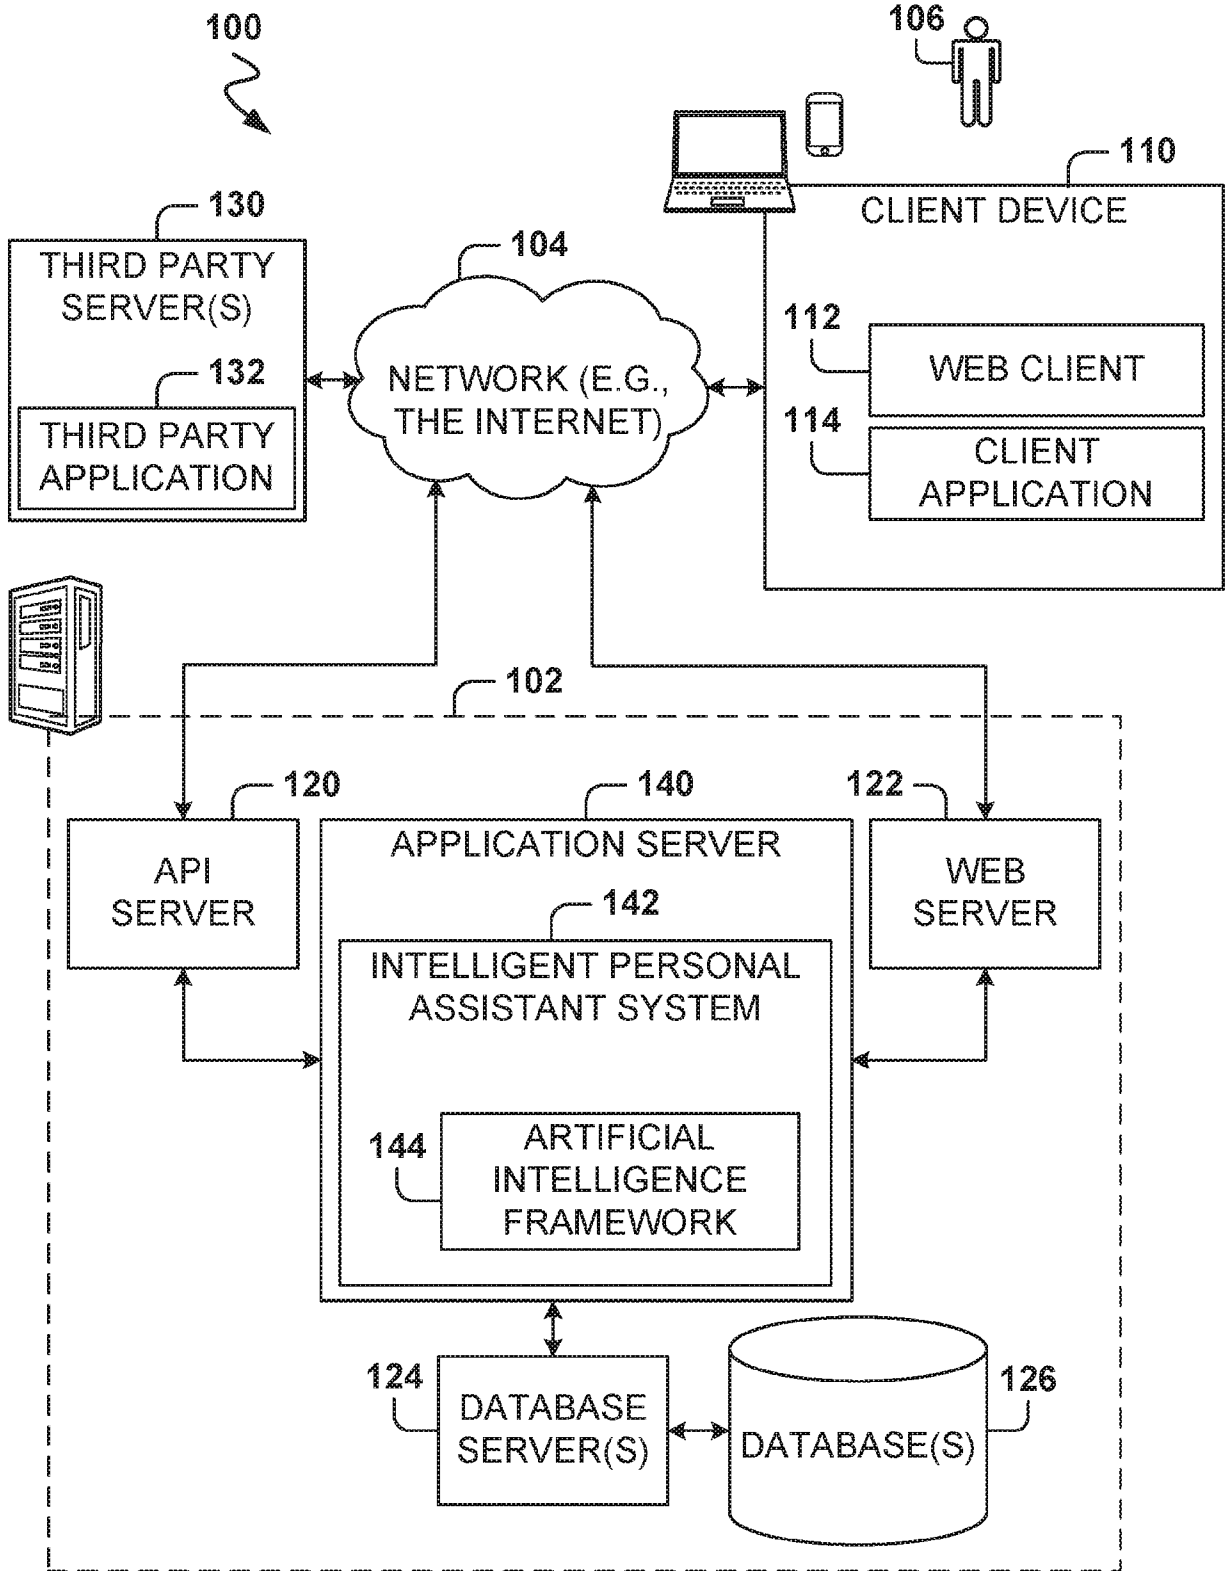 100
106
110
CLIENT DEVICE
130
THIRD PARTY
SERVER(S)
132
THIRD PARTY
APPLICATION
104
NETWORK (E.G.,
THE INTERNET)
112
WEB CLIENT
114
CLIENT
APPLICATION
102
120
API
SERVER
140
APPLICATION SERVER
142
INTELLIGENT PERSONAL
ASSISTANT SYSTEM
144
ARTIFICIAL
INTELLIGENCE
FRAMEWORK
122
WEB
SERVER
124
DATABASE
SERVER(S)
126
DATABASE(S)